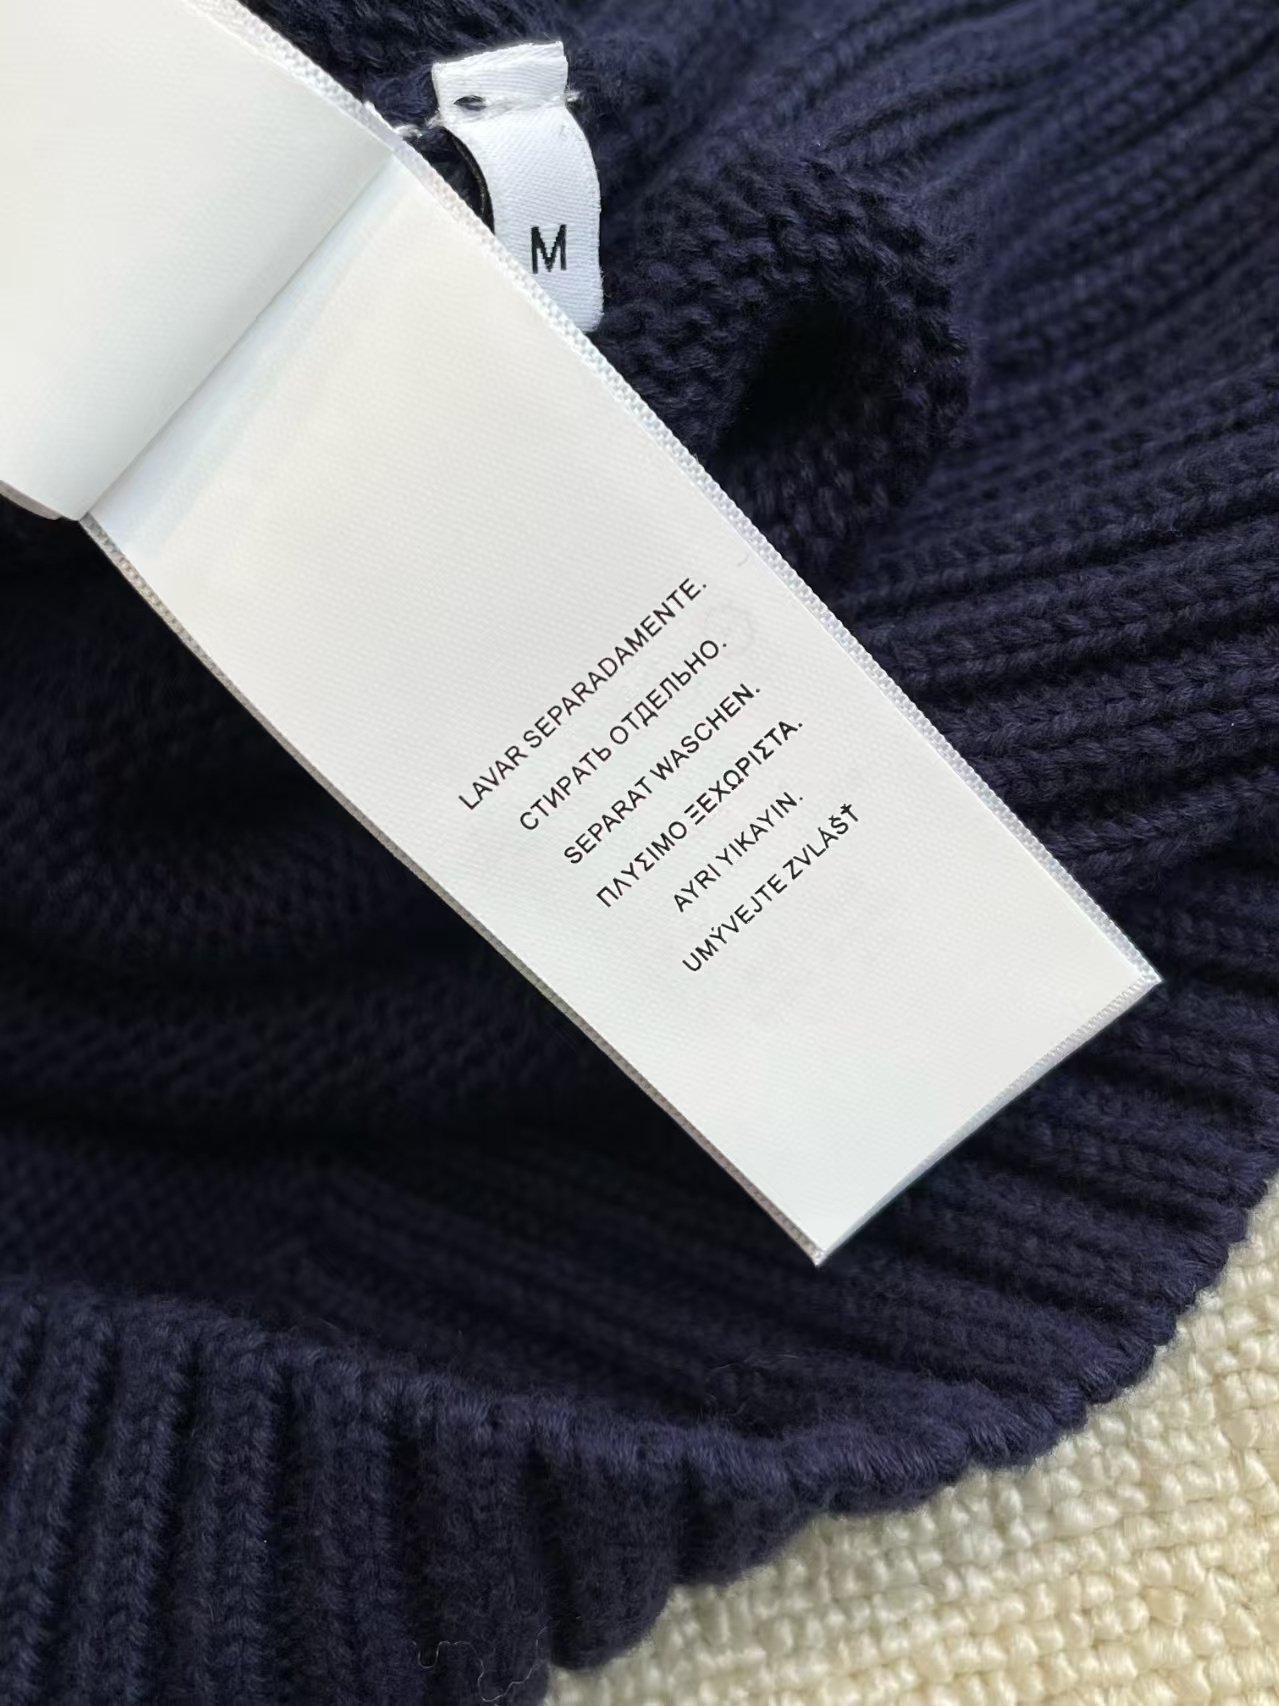 M
LAVAR SEPARADAMENTE.
СТИРАТЬ ОТДЕЛЬНО.
SEPARAT WASCHEN.
ΠΛΥΣΙΜΟ ΞΕΧΩΡΙΣΤΑ.
AYRI YIKAYIN.
UMÝVEJTE ZVLÁŠŤ